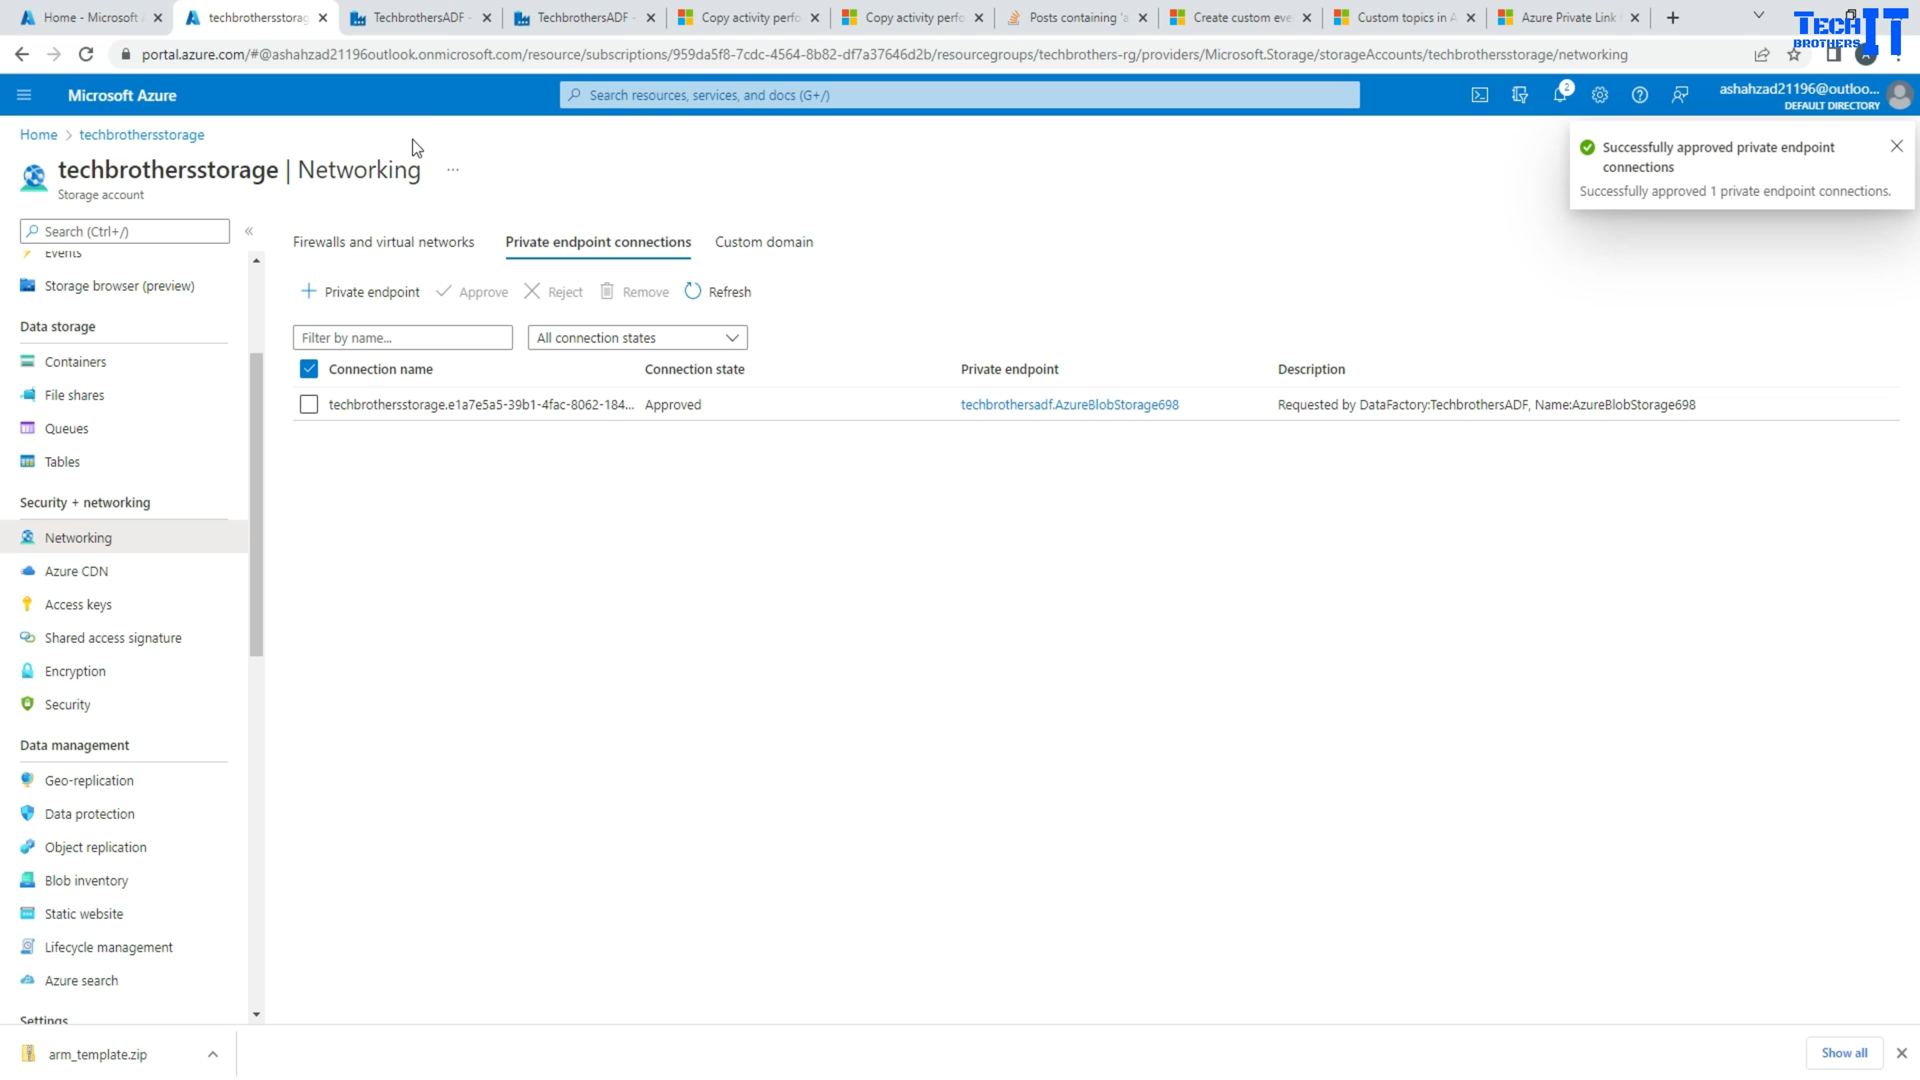 Home - Microsoft A
techbrothersstorag
TechbrothersADF -
TechbrothersADF -
Copy activity perfo
Copy activity perfo
Posts containing 'a
Create custom eve
Custom topics in A
Azure Private Link
TECH IT
BROTHERS
portal.azure.com/#@ashahzad21196outlook.onmicrosoft.com/resource/subscriptions/959da5f8-7cdc-4564-8b82-df7a37646d2b/resourcegroups/techbrothers-rg/providers/Microsoft.Storage/storageAccounts/techbrothersstorage/networking
Microsoft Azure
Search resources, services, and docs (G+/)
2
ashahzad21196@outloo...
DEFAULT DIRECTORY
Home > techbrothersstorage
techbrothersstorage | Networking ...
Storage account
Successfully approved private endpoint
connections
Successfully approved 1 private endpoint connections.
Search (Ctrl+/)
«
Events
Storage browser (preview)
Data storage
Containers
File shares
Queues
Tables
Security + networking
Networking
Azure CDN
Access keys
Shared access signature
Encryption
Security
Data management
Geo-replication
Data protection
Object replication
Blob inventory
Static website
Lifecycle management
Azure search
Settings
Firewalls and virtual networks
Private endpoint connections
Custom domain
Private endpoint
Approve
Reject
Remove
Refresh
Filter by name...
All connection states
Connection name
Connection state
Private endpoint
Description
techbrothersstorage.e1a7e5a5-39b1-4fac-8062-184...
Approved
techbrothersadf.AzureBlobStorage698
Requested by DataFactory:TechbrothersADF, Name:AzureBlobStorage698
arm_template.zip
Show all